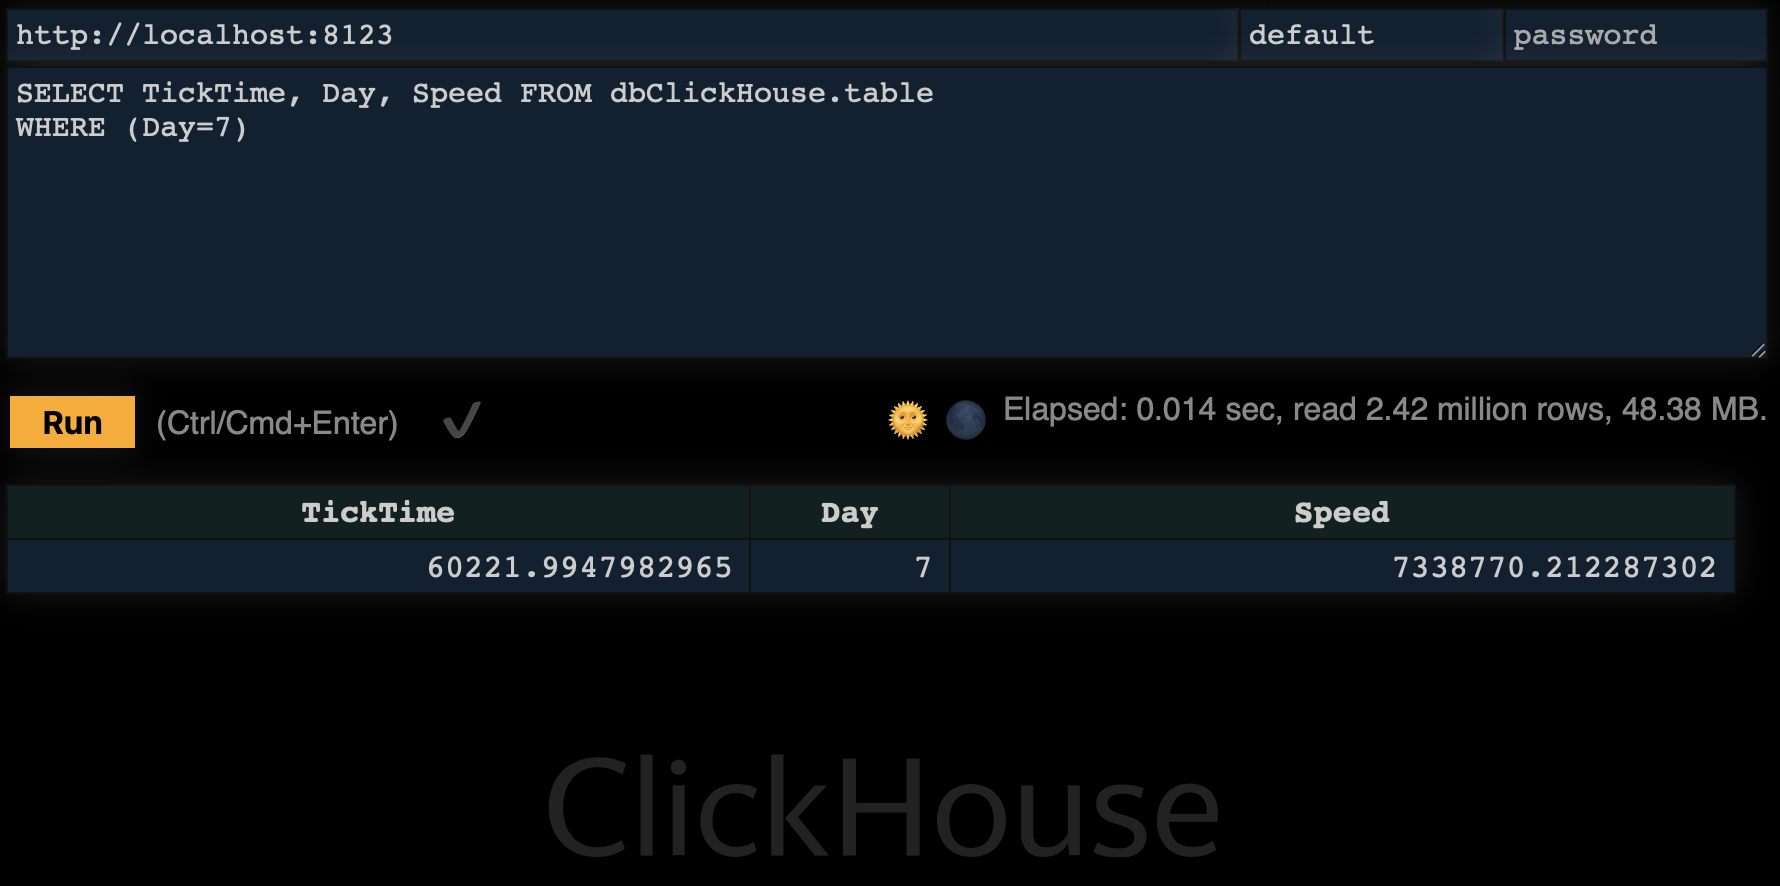 http://localhost:8123 default password
SELECT TickTime, Day, Speed FROM dbClickHouse.table
WHERE (Day=7)
Run (Ctrl/Cmd+Enter) ✔ Elapsed: 0.014 sec, read 2.42 million rows, 48.38 MB.
TickTime Day Speed
60221.9947982965 7 7338770.212287302
ClickHouse